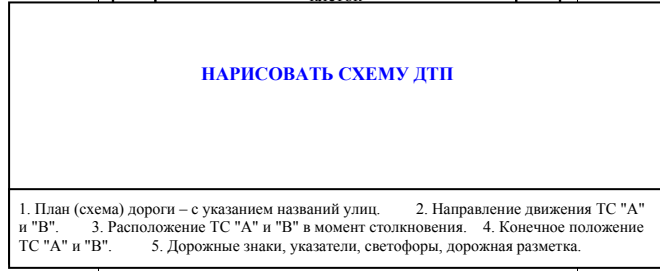 НАРИСОВАТЬ СХЕМУ ДТП
1. План (схема) дороги – с указанием названий улиц. 2. Направление движения ТС "А"
и "В". 3. Расположение ТС "А" и "В" в момент столкновения. 4. Конечное положение
ТС "А" и "В". 5. Дорожные знаки, указатели, светофоры, дорожная разметка.